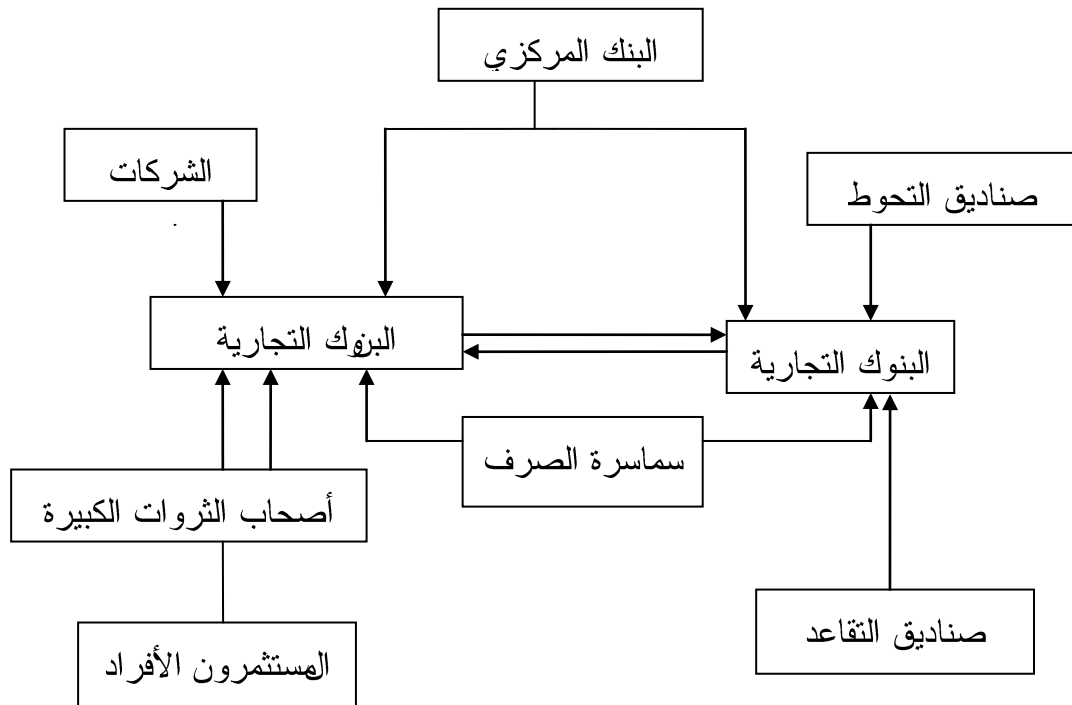 البنك المركزي
الشركات
صناديق التحوط
البنوك التجارية
البنوك التجارية
سماسرة الصرف
أصحاب الثروات الكبيرة
صناديق التقاعد
المستثمرون الأفراد